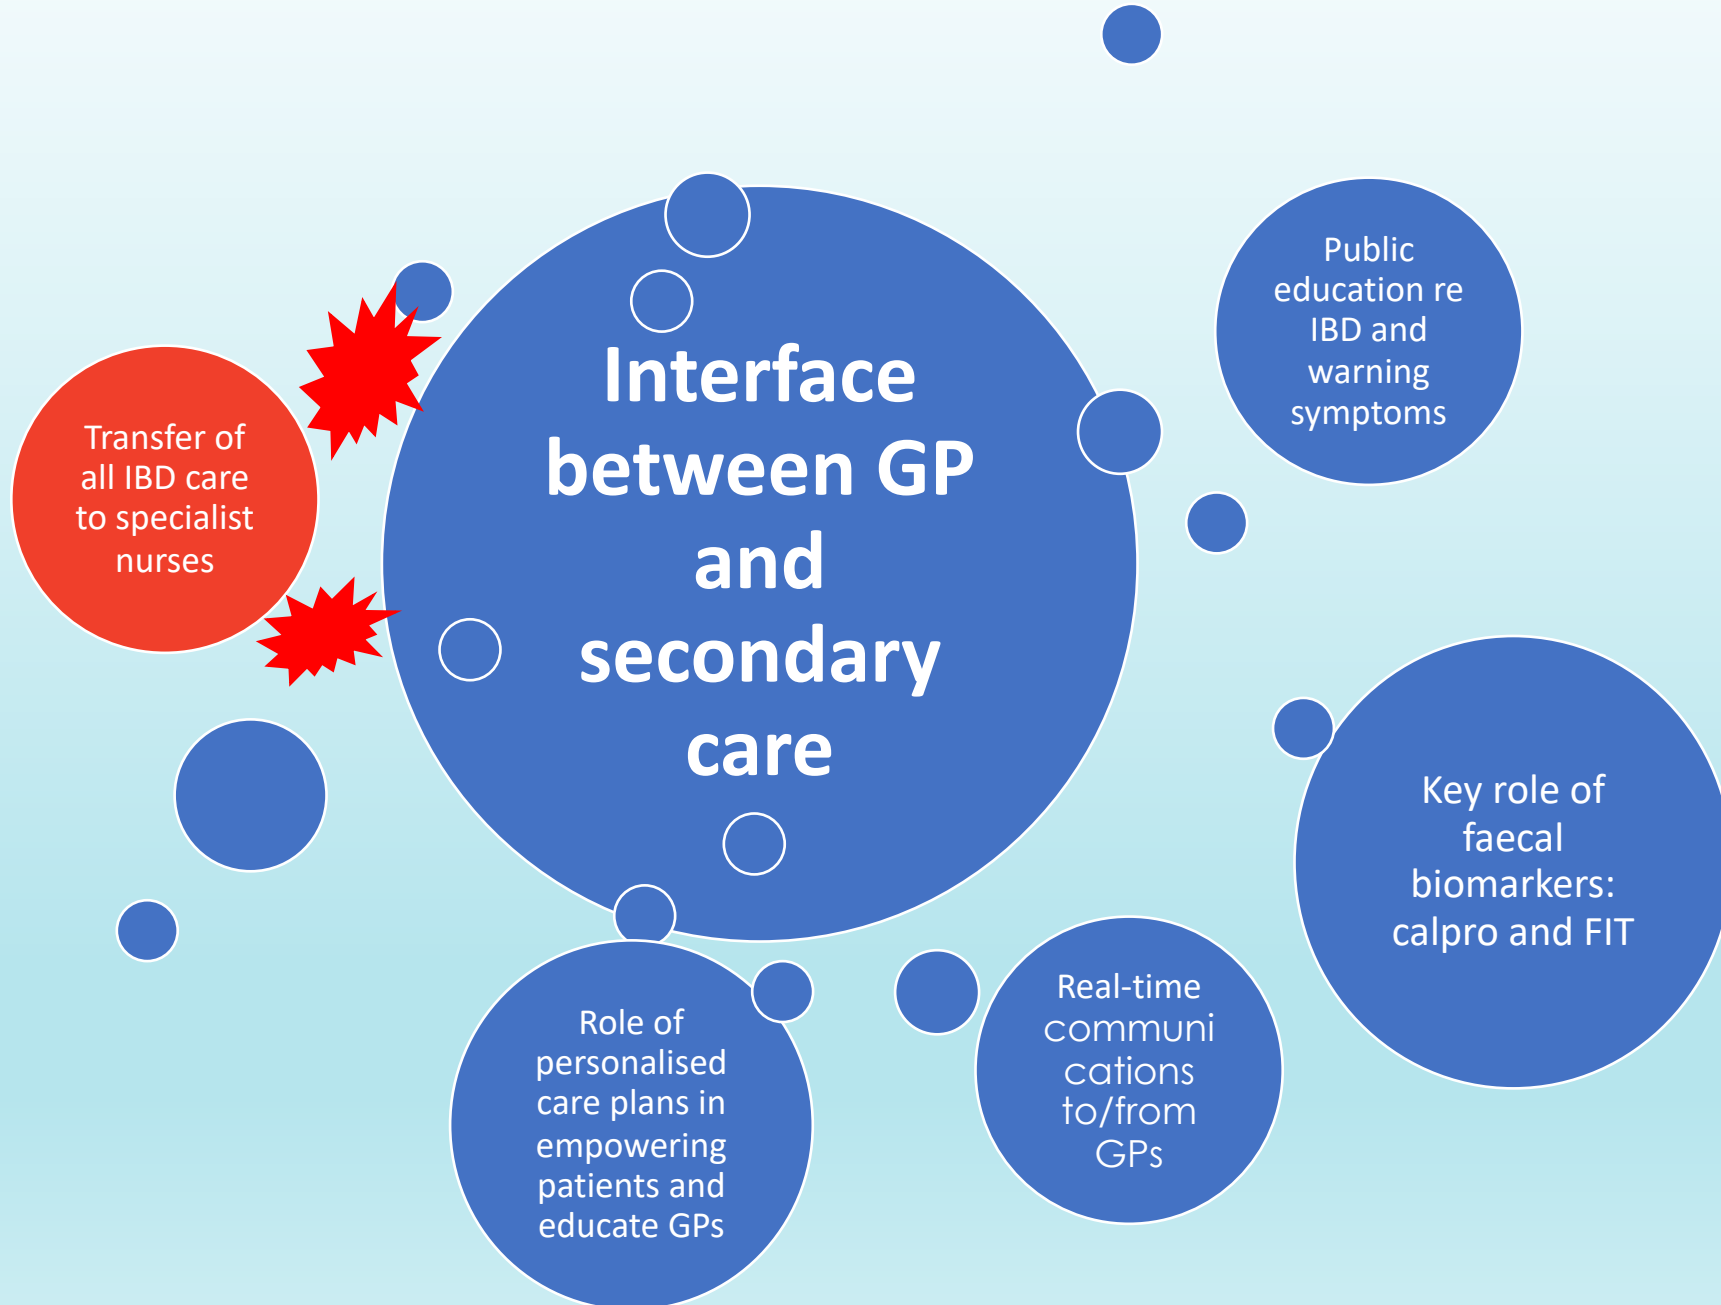 Interface
between GP
and
secondary
care
Transfer of
all IBD care
to specialist
nurses
Public
education re
IBD and
warning
symptoms
Key role of
faecal
biomarkers:
calpro and FIT
Real-time
communi
cations
to/from
GPs
Role of
personalised
care plans in
empowering
patients and
educate GPs